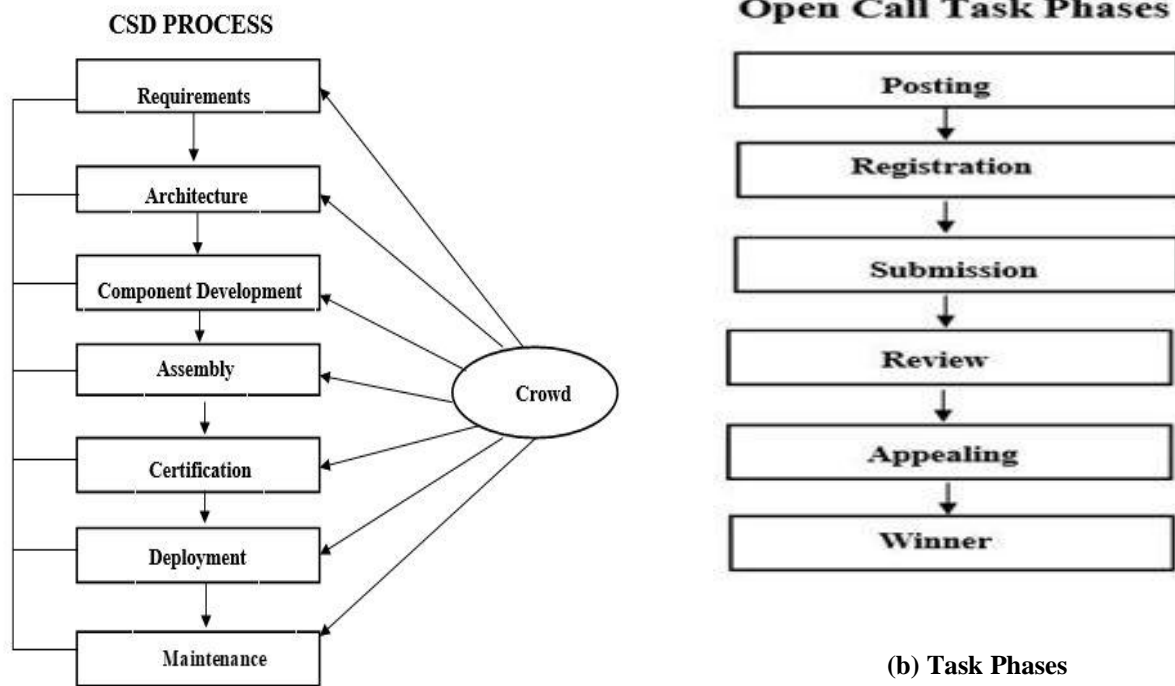 CSD PROCESS
Requirements
Architecture
Component Development
Assembly
Certification
Deployment
Maintenance
Crowd
Open Call Task Phases
Posting
Registration
Submission
Review
Appealing
Winner
(b) Task Phases